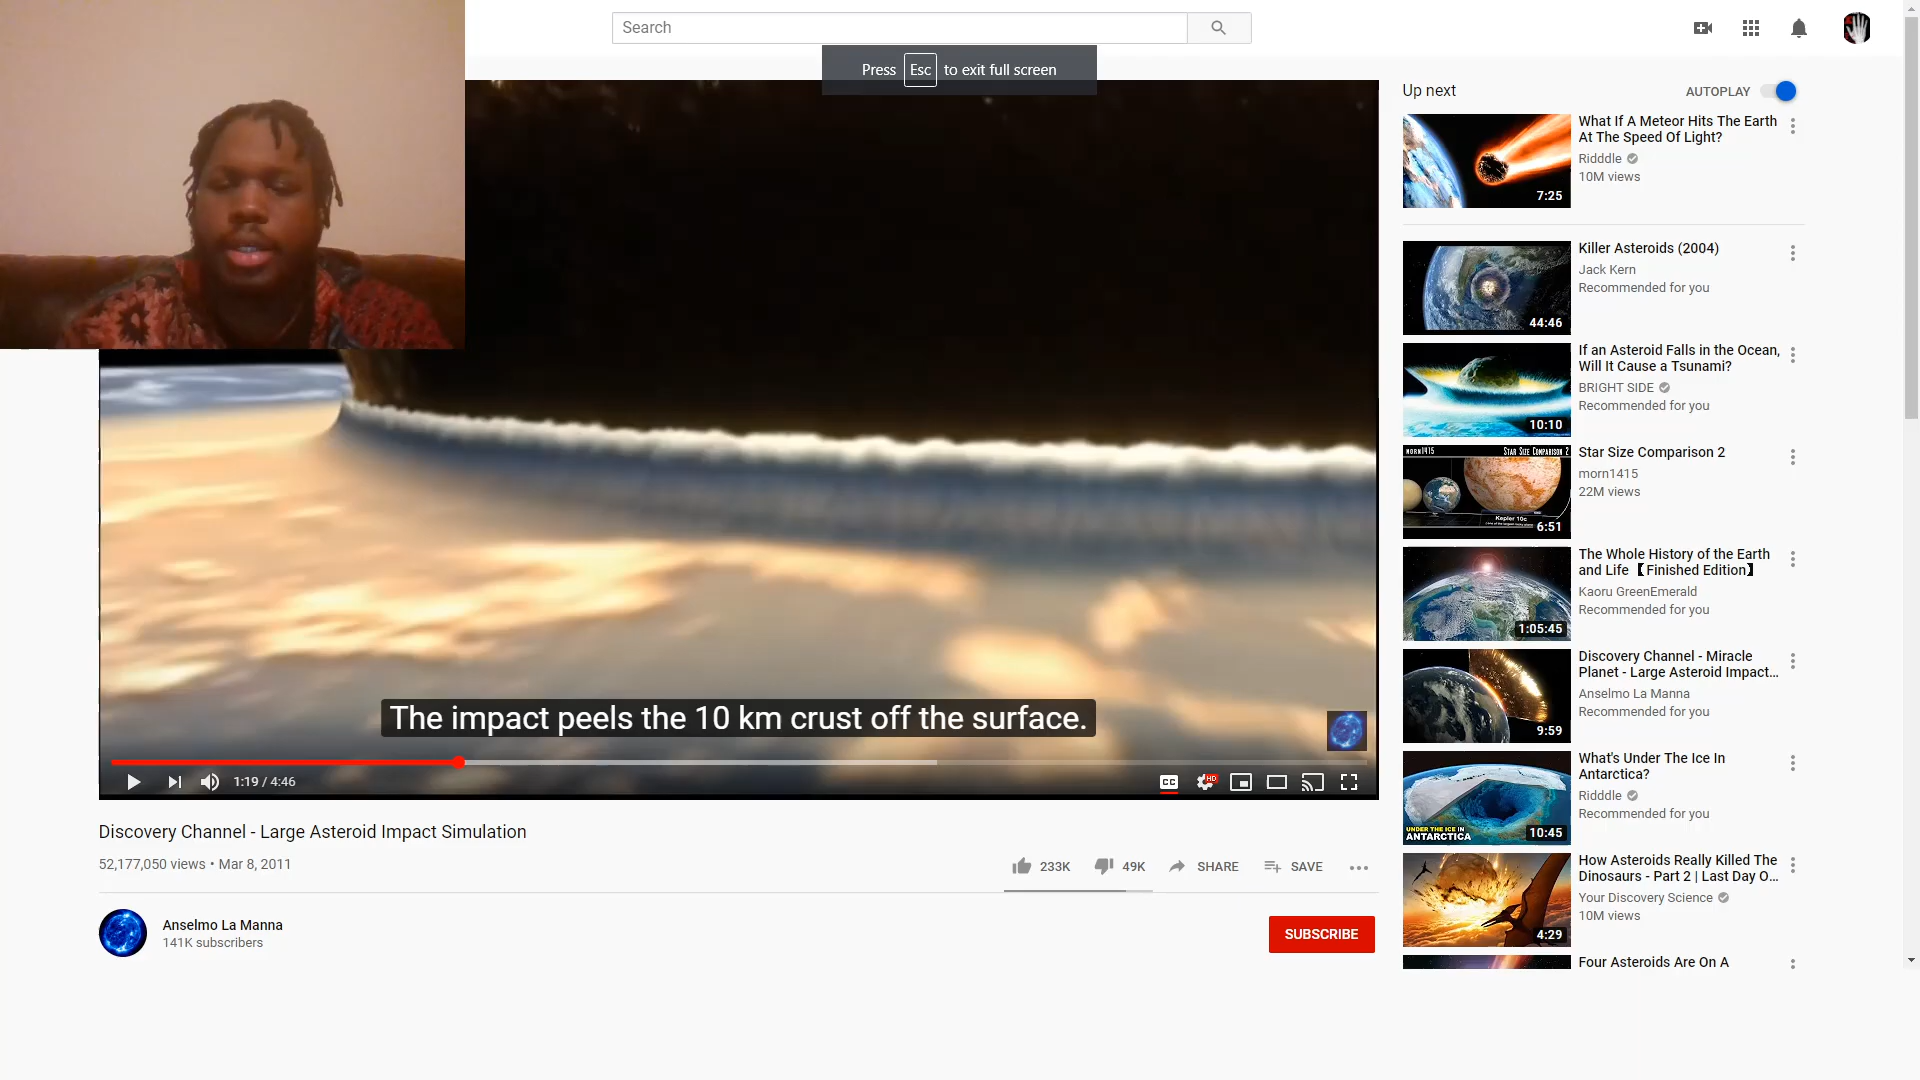 Search
Press Esc to exit full screen
Up next
AUTOPLAY
What If A Meteor Hits The Earth
At The Speed Of Light?
Ridddle
10M views
7:25
Killer Asteroids (2004)
Jack Kern
Recommended for you
44:46
If an Asteroid Falls in the Ocean,
Will It Cause a Tsunami?
BRIGHT SIDE
Recommended for you
10:10
morn1415
STAR SIZE COMPARISON 2
Kepler 10c
6:51
Star Size Comparison 2
morn1415
22M views
The Whole History of the Earth
and Life【Finished Edition】
Kaoru GreenEmerald
Recommended for you
1:05:45
Discovery Channel - Miracle
Planet - Large Asteroid Impact...
Anselmo La Manna
Recommended for you
9:59
What's Under The Ice In
Antarctica?
Ridddle
Recommended for you
UNDER THE ICE IN
ANTARCTICA
10:45
How Asteroids Really Killed The
Dinosaurs - Part 2 | Last Day O...
Your Discovery Science
10M views
4:29
Four Asteroids Are On A
The impact peels the 10 km crust off the surface.
1:19 / 4:46
CC
HD
Discovery Channel - Large Asteroid Impact Simulation
52,177,050 views • Mar 8, 2011
233K
49K
SHARE
SAVE
Anselmo La Manna
141K subscribers
SUBSCRIBE